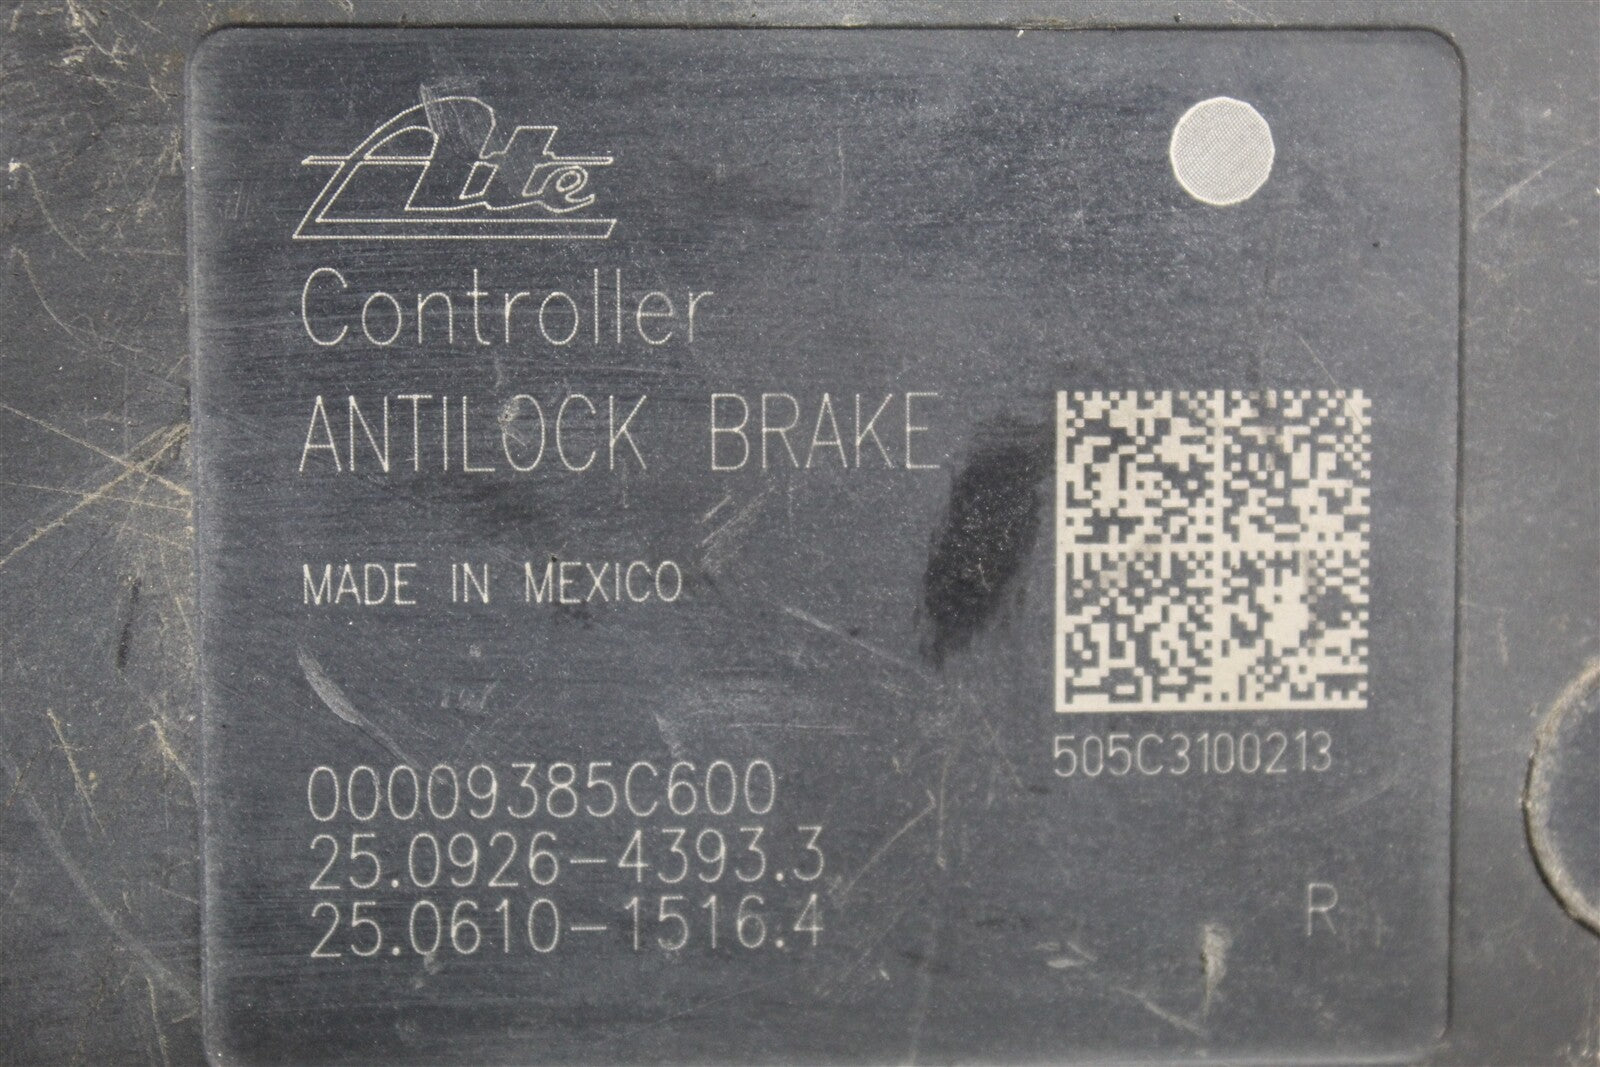 Ate
Controller
ANTILOCK BRAKE
MADE IN MEXICO
505C3100213
00009385C600
25.0926-4393.3
25.0610-1516.4
R